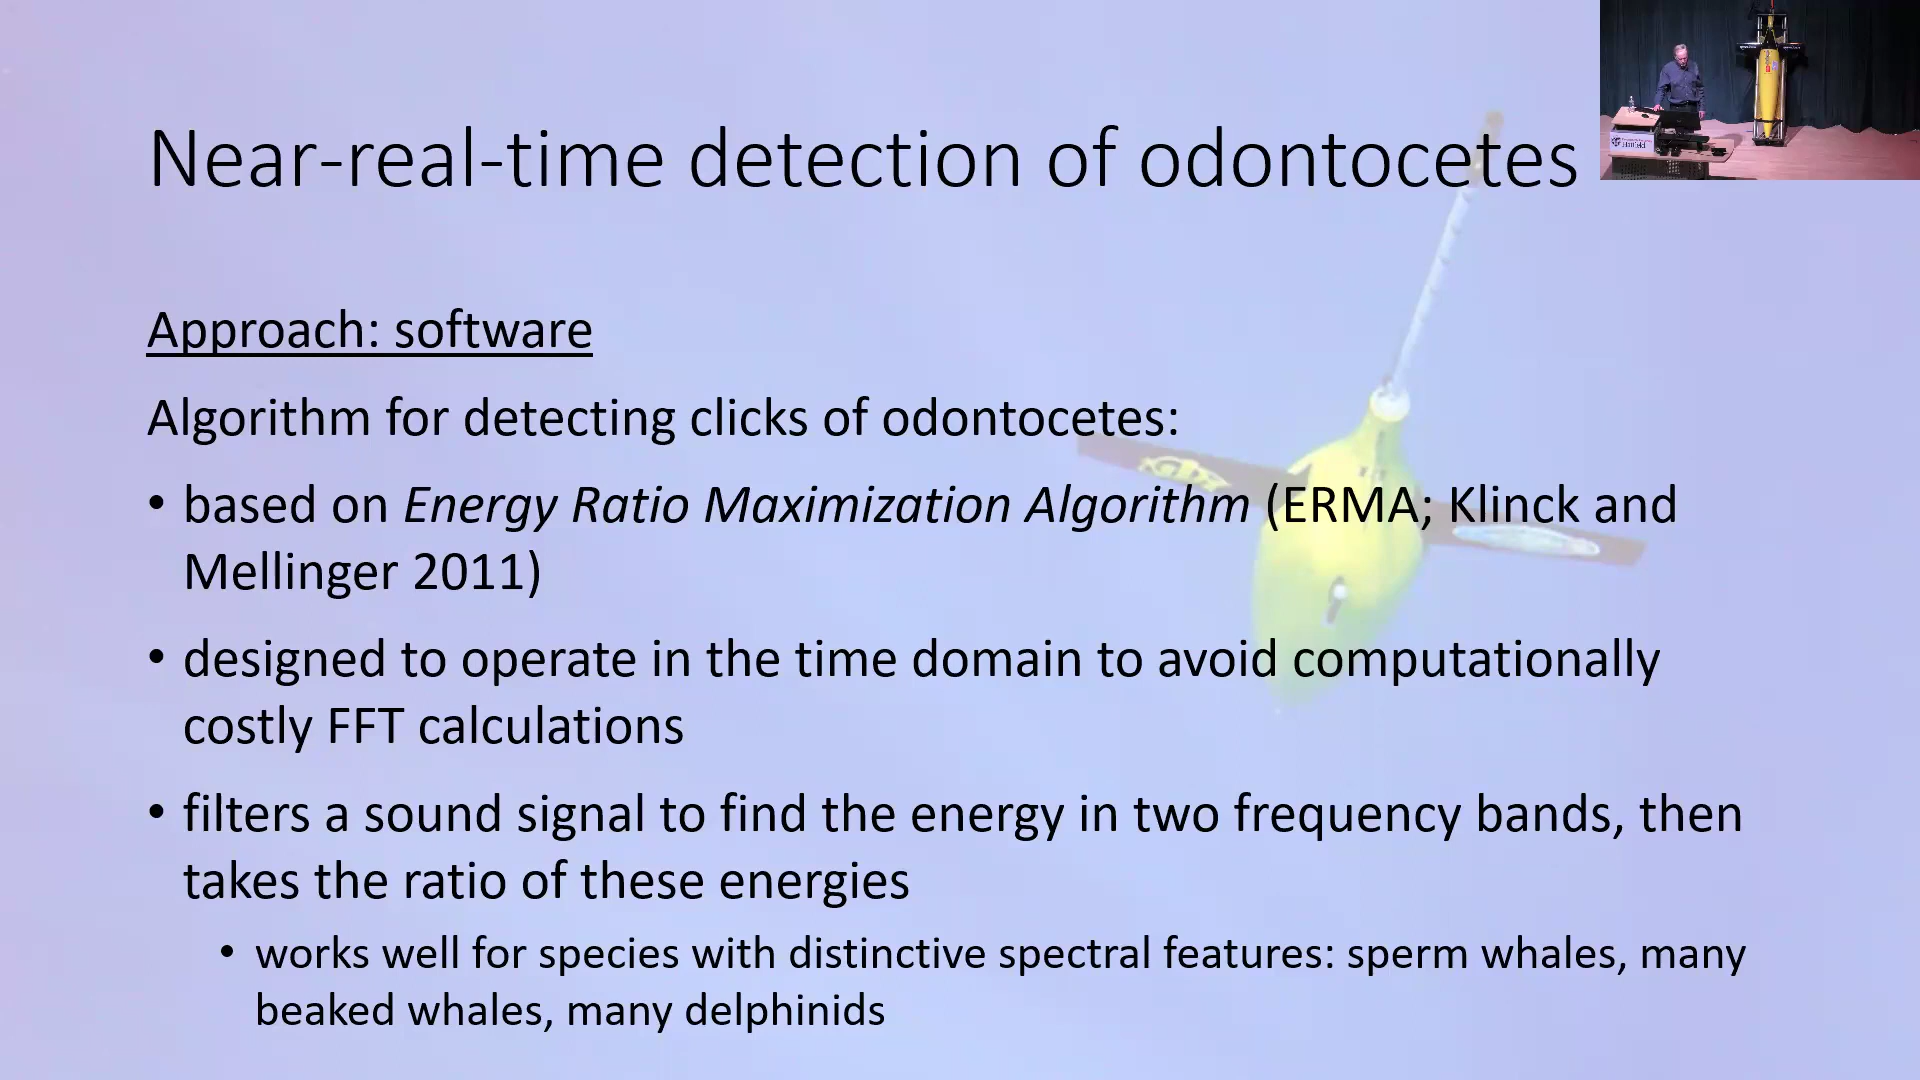 Near-real-time detection of odontocetes
Approach: software
Algorithm for detecting clicks of odontocetes:
• based on Energy Ratio Maximization Algorithm (ERMA; Klinck and
Mellinger 2011)
• designed to operate in the time domain to avoid computationally
costly FFT calculations
• filters a sound signal to find the energy in two frequency bands, then
takes the ratio of these energies
• works well for species with distinctive spectral features: sperm whales, many
beaked whales, many delphinids